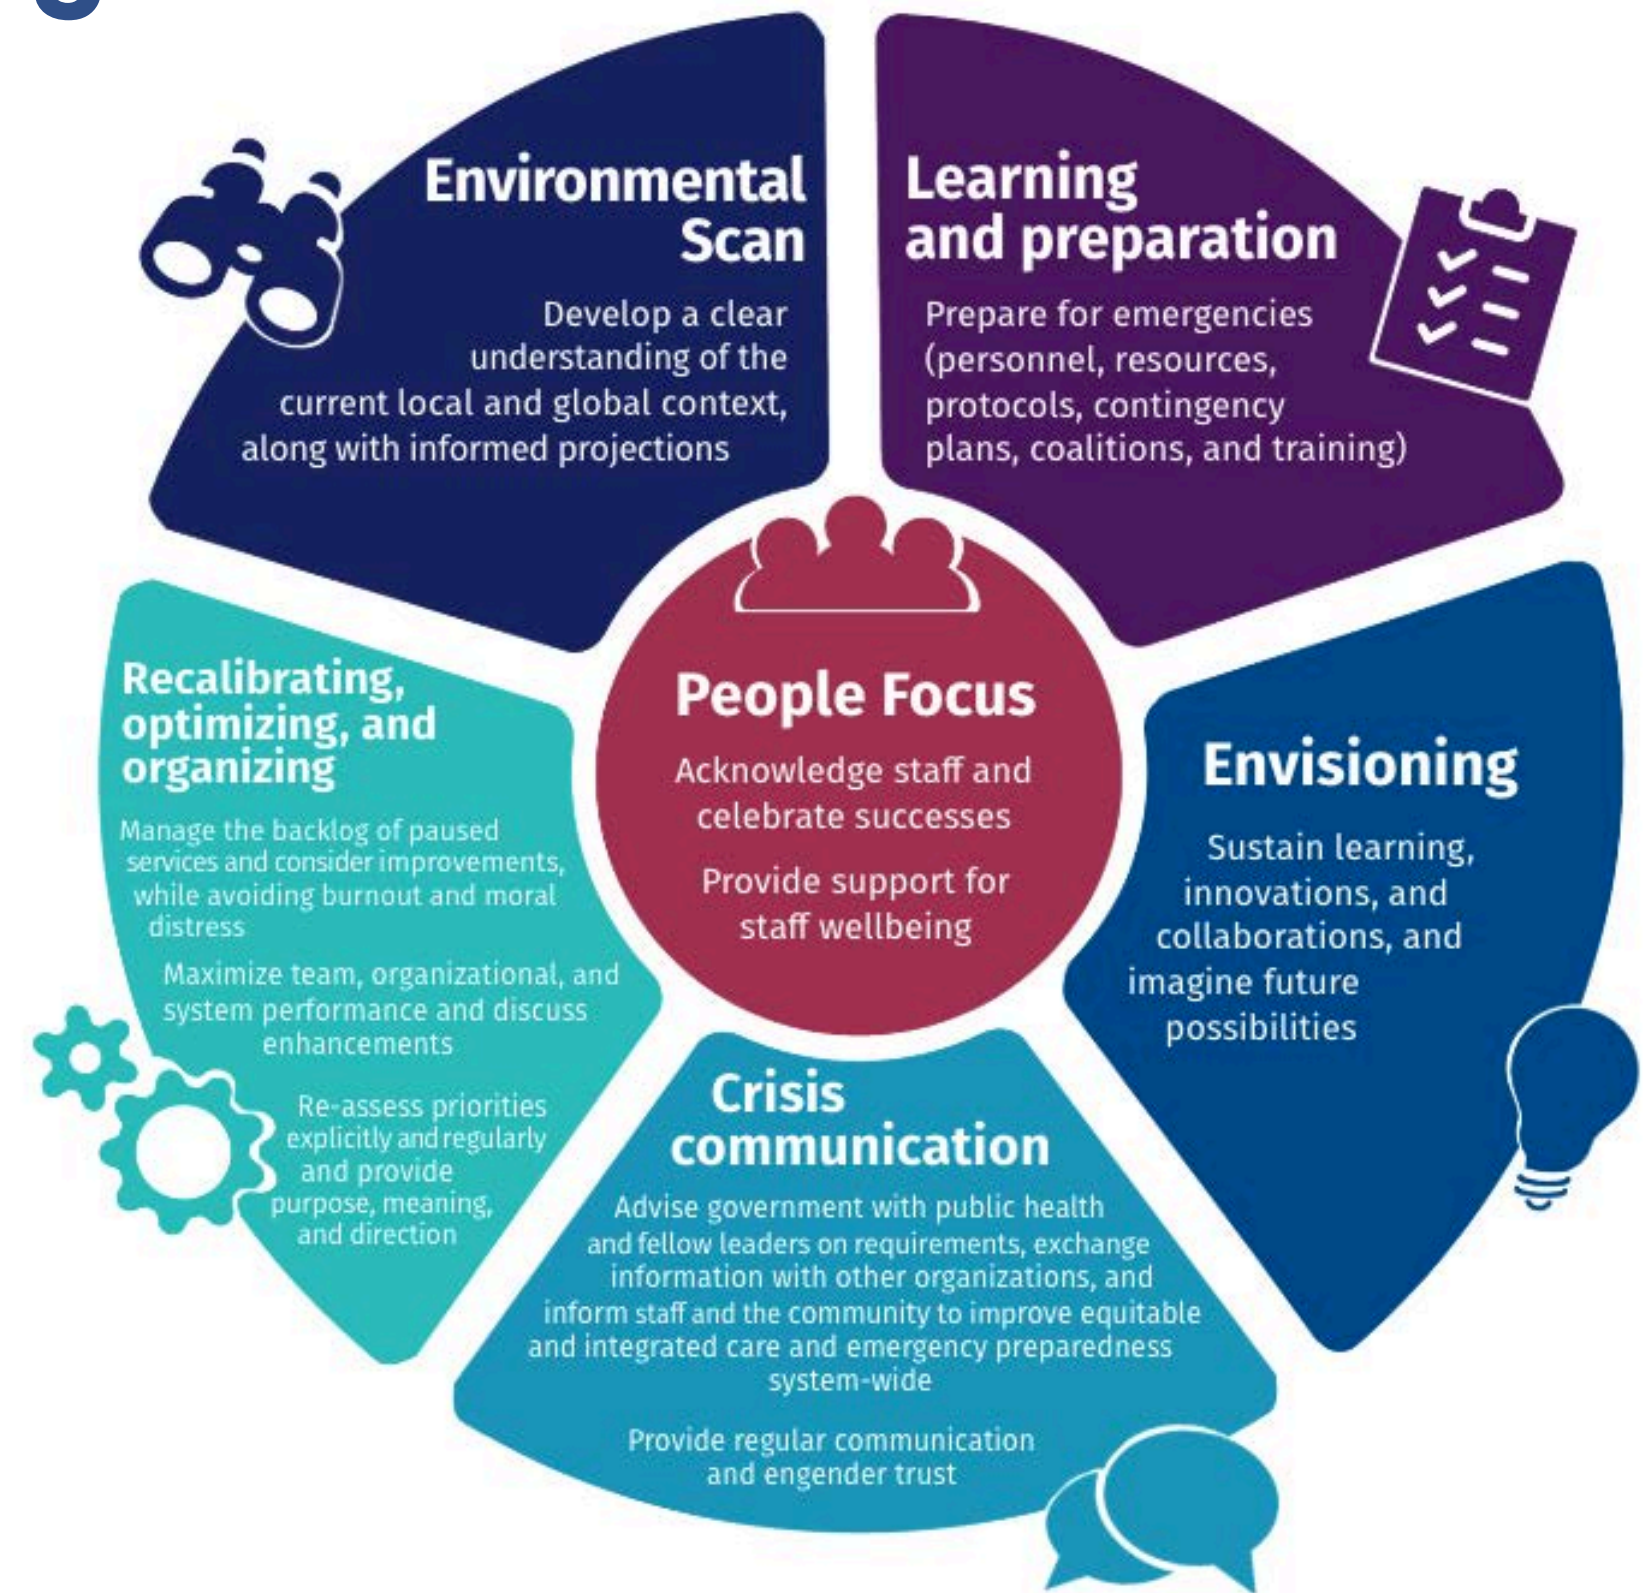 Environmental
Scan
Develop a clear
understanding of the
current local and global context,
along with informed projections
Learning
and preparation
Prepare for emergencies
(personnel, resources,
protocols, contingency
plans, coalitions, and training)
People Focus
Acknowledge staff and
celebrate successes
Provide support for
staff wellbeing
Envisioning
Sustain learning,
innovations, and
collaborations, and
imagine future
possibilities
Recalibrating,
optimizing, and
organizing
Manage the backlog of paused
services and consider improvements,
while avoiding burnout and moral
distress
Maximize team, organizational, and
system performance and discuss
enhancements
Re-assess priorities
explicitly and regularly
and provide
purpose, meaning,
and direction
Crisis
communication
Advise government with public health
and fellow leaders on requirements, exchange
information with other organizations, and
inform staff and the community to improve equitable
and integrated care and emergency preparedness
system-wide
Provide regular communication
and engender trust